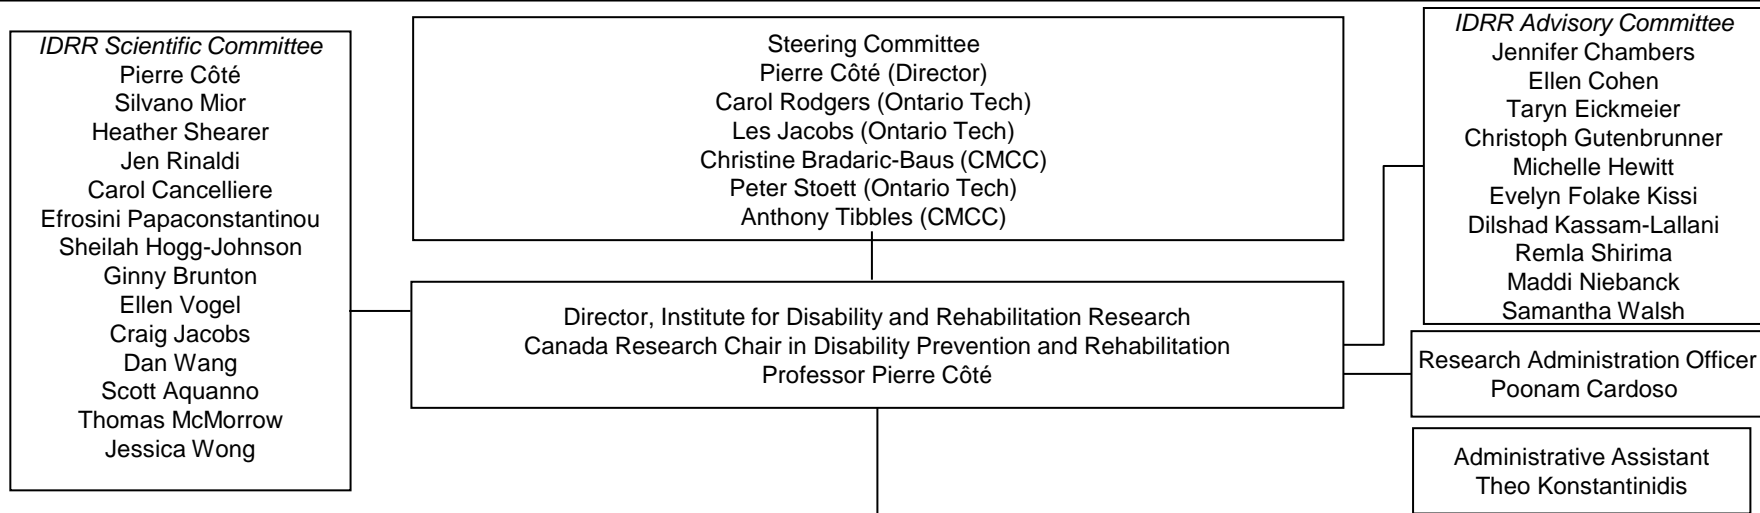 IDRR Scientific Committee
Pierre Côté
Silvano Mior
Heather Shearer
Jen Rinaldi
Carol Cancelliere
Efrosini Papaconstantinou
Sheilah Hogg-Johnson
Ginny Brunton
Ellen Vogel
Craig Jacobs
Dan Wang
Scott Aquanno
Thomas McMorrow
Jessica Wong
Steering Committee
Pierre Côté (Director)
Carol Rodgers (Ontario Tech)
Les Jacobs (Ontario Tech)
Christine Bradaric-Baus (CMCC)
Peter Stoett (Ontario Tech)
Anthony Tibbles (CMCC)
Director, Institute for Disability and Rehabilitation Research
Canada Research Chair in Disability Prevention and Rehabilitation
Professor Pierre Côté
IDRR Advisory Committee
Jennifer Chambers
Ellen Cohen
Taryn Eickmeier
Christoph Gutenbrunner
Michelle Hewitt
Evelyn Folake Kissi
Dilshad Kassam-Lallani
Remla Shirima
Maddi Niebanck
Samantha Walsh
Research Administration Officer
Poonam Cardoso
Administrative Assistant
Theo Konstantinidis